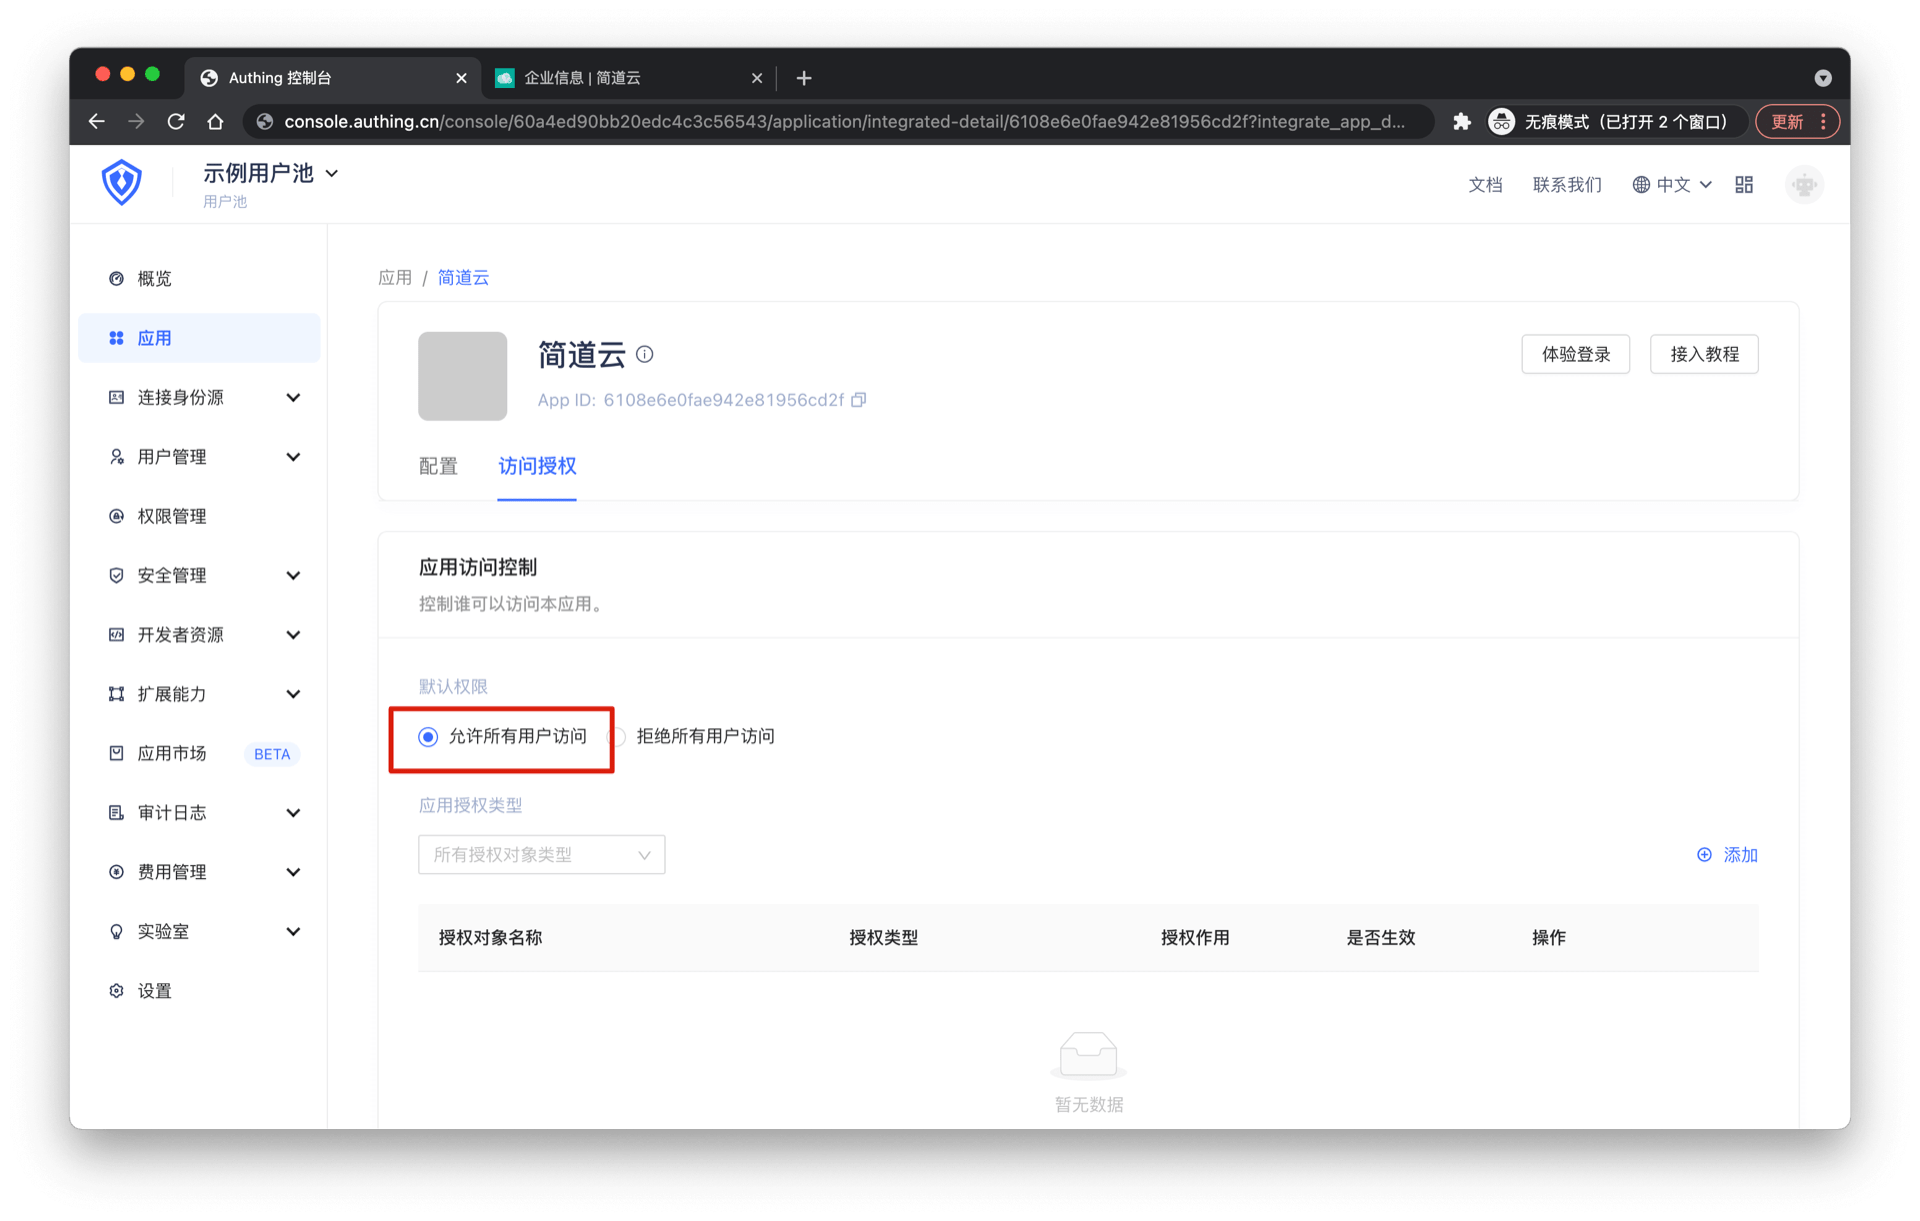 Authing 控制台
企业信息 | 简道云
console.authing.cn/console/60a4ed90bb20edc4c3c56543/application/integrated-detail/6108e6e0fae942e81956cd2f?integrate_app_d...
无痕模式（已打开 2 个窗口）
更新
示例用户池
用户池
文档
联系我们
中文
概览
应用
连接身份源
用户管理
权限管理
安全管理
开发者资源
扩展能力
应用市场
BETA
审计日志
费用管理
实验室
设置
应用 / 简道云
简道云
App ID: 6108e6e0fae942e81956cd2f
体验登录
接入教程
配置
访问授权
应用访问控制
控制谁可以访问本应用。
默认权限
允许所有用户访问
拒绝所有用户访问
应用授权类型
所有授权对象类型
添加
授权对象名称 授权类型 授权作用 是否生效 操作
暂无数据